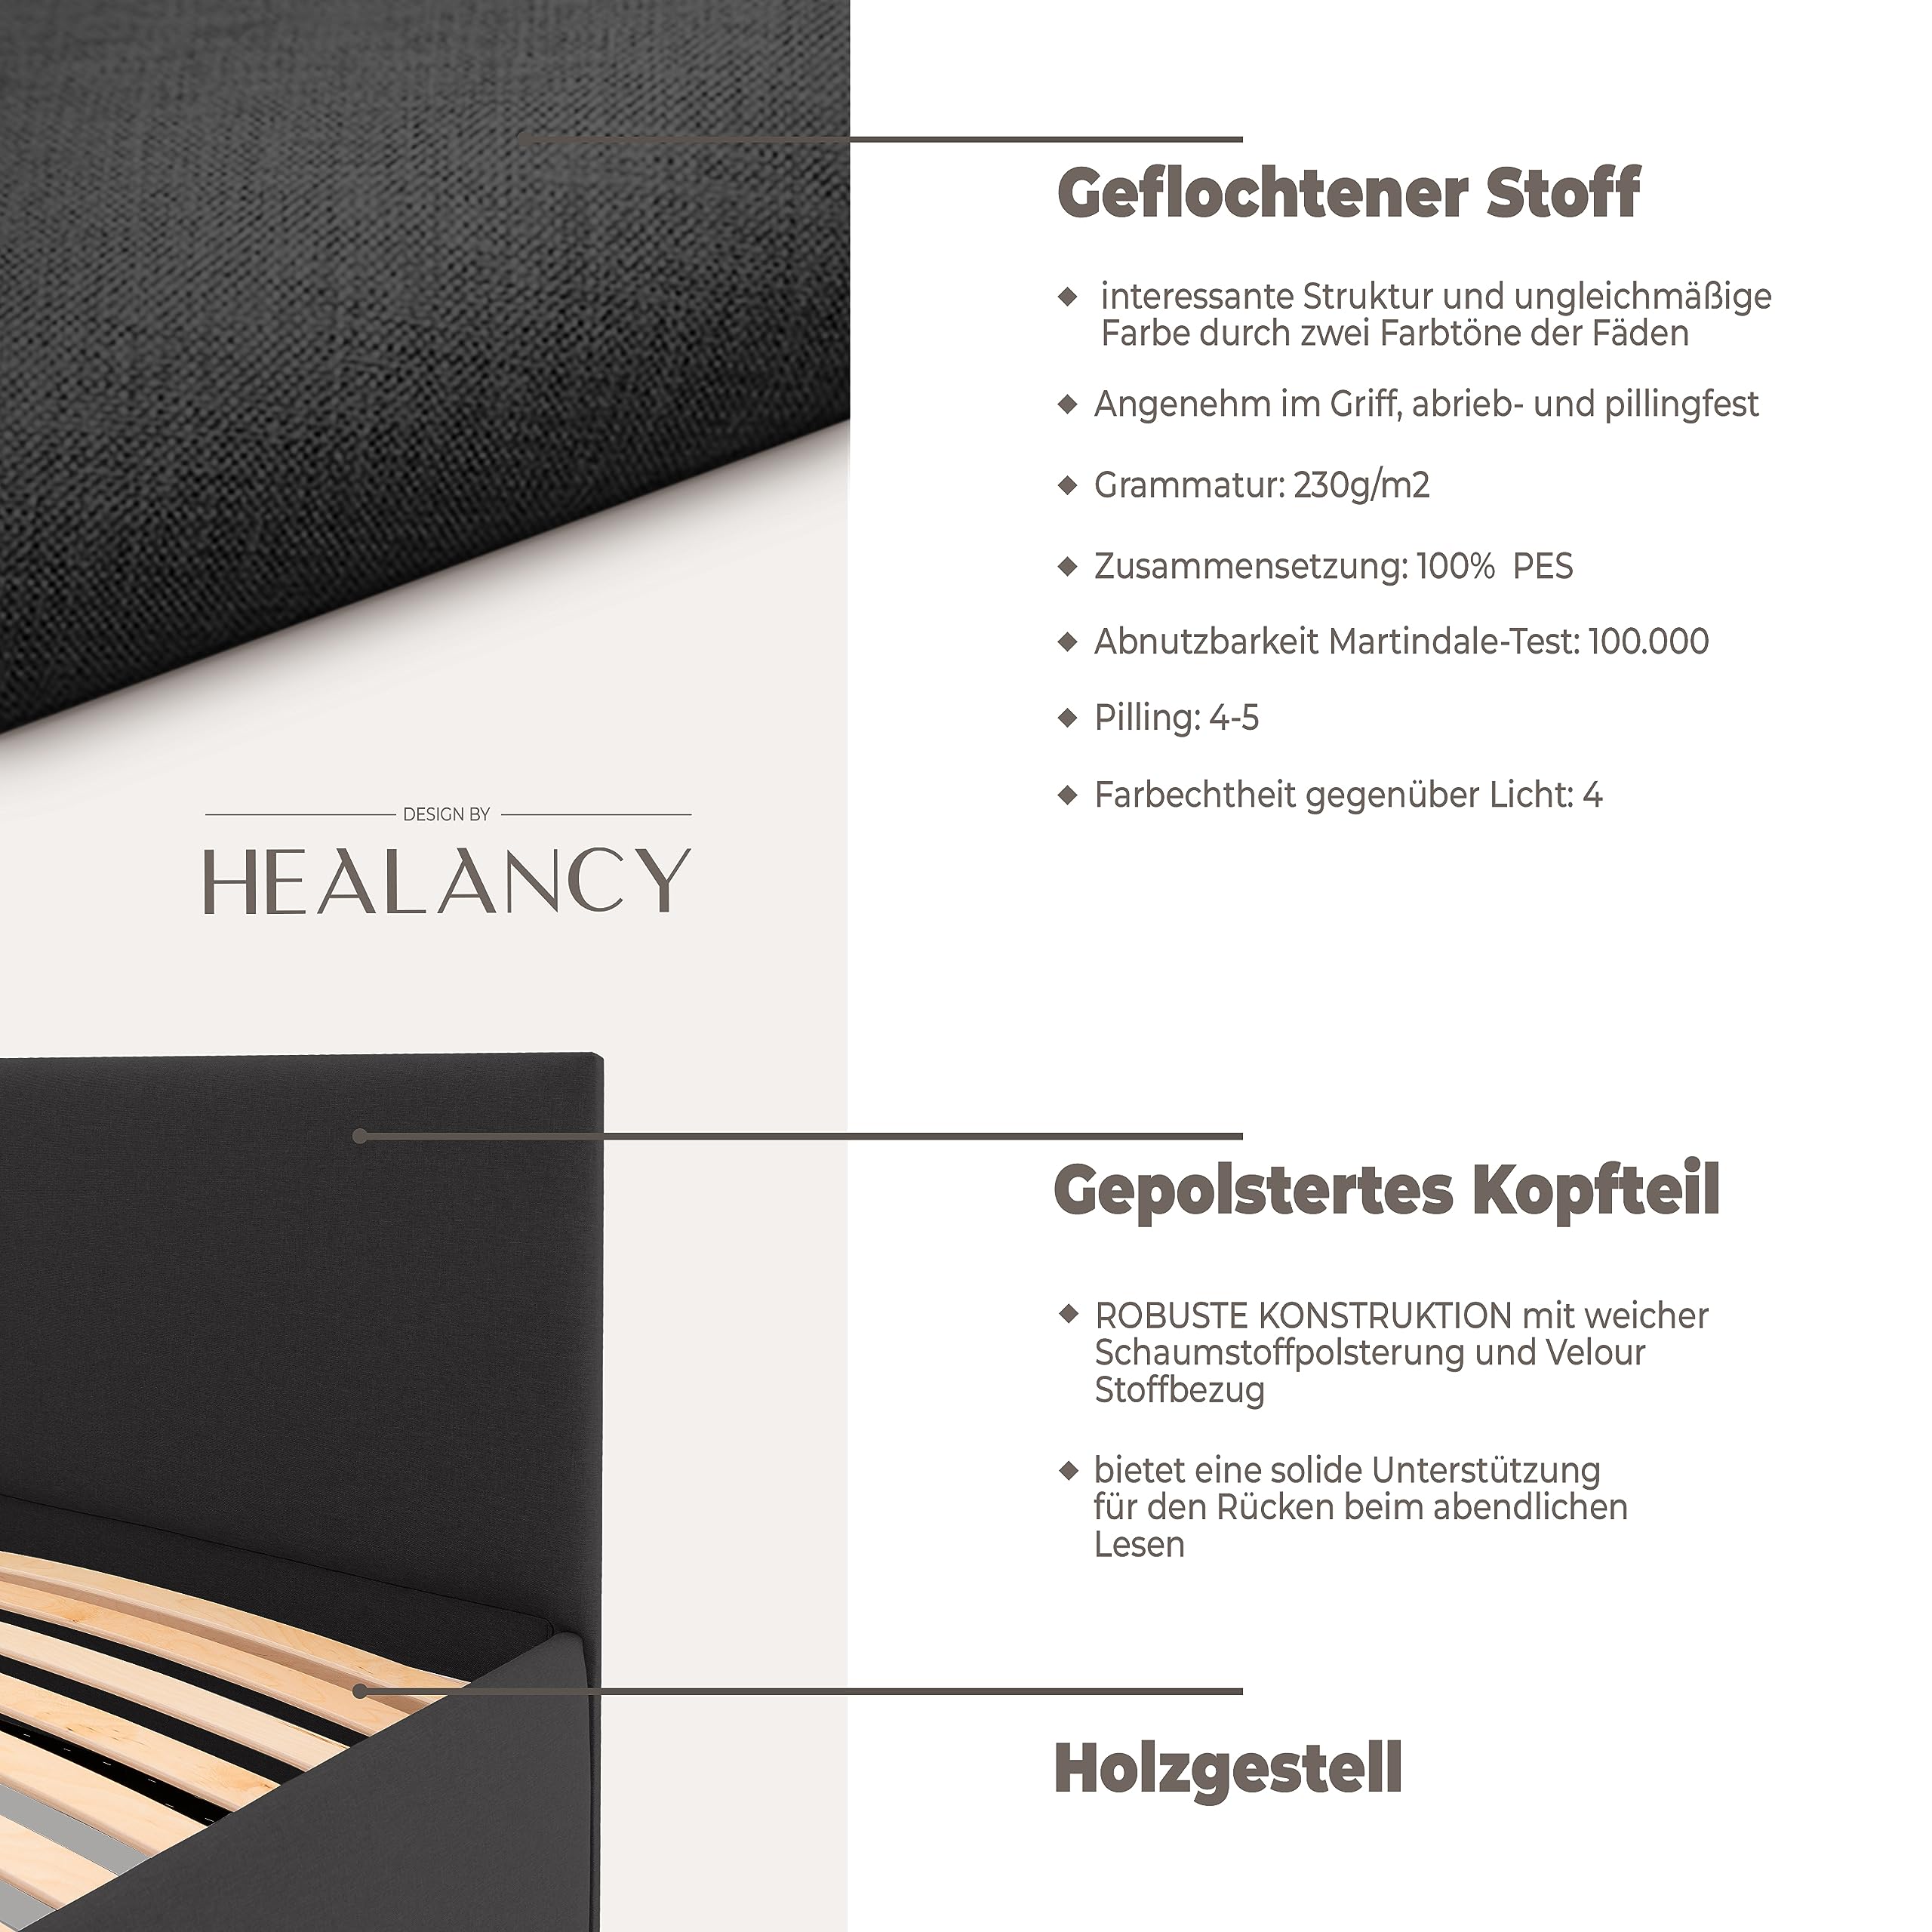 Geflochtener Stoff
interessante Struktur und ungleichmäßige
Farbe durch zwei Farbtöne der Fäden
Angenehm im Griff, abrieb- und pillingfest
Grammatur: 230g/m2
Zusammensetzung: 100% PES
Abnutzbarkeit Martindale-Test: 100.000
Pilling: 4-5
Farbechtheit gegenüber Licht: 4
DESIGN BY
HEALANCY
Gepolstertes Kopfteil
ROBUSTE KONSTRUKTION mit weicher
Schaumstoffpolsterung und Velour
Stoffbezug
bietet eine solide Unterstützung
für den Rücken beim abendlichen
Lesen
Holzgestell